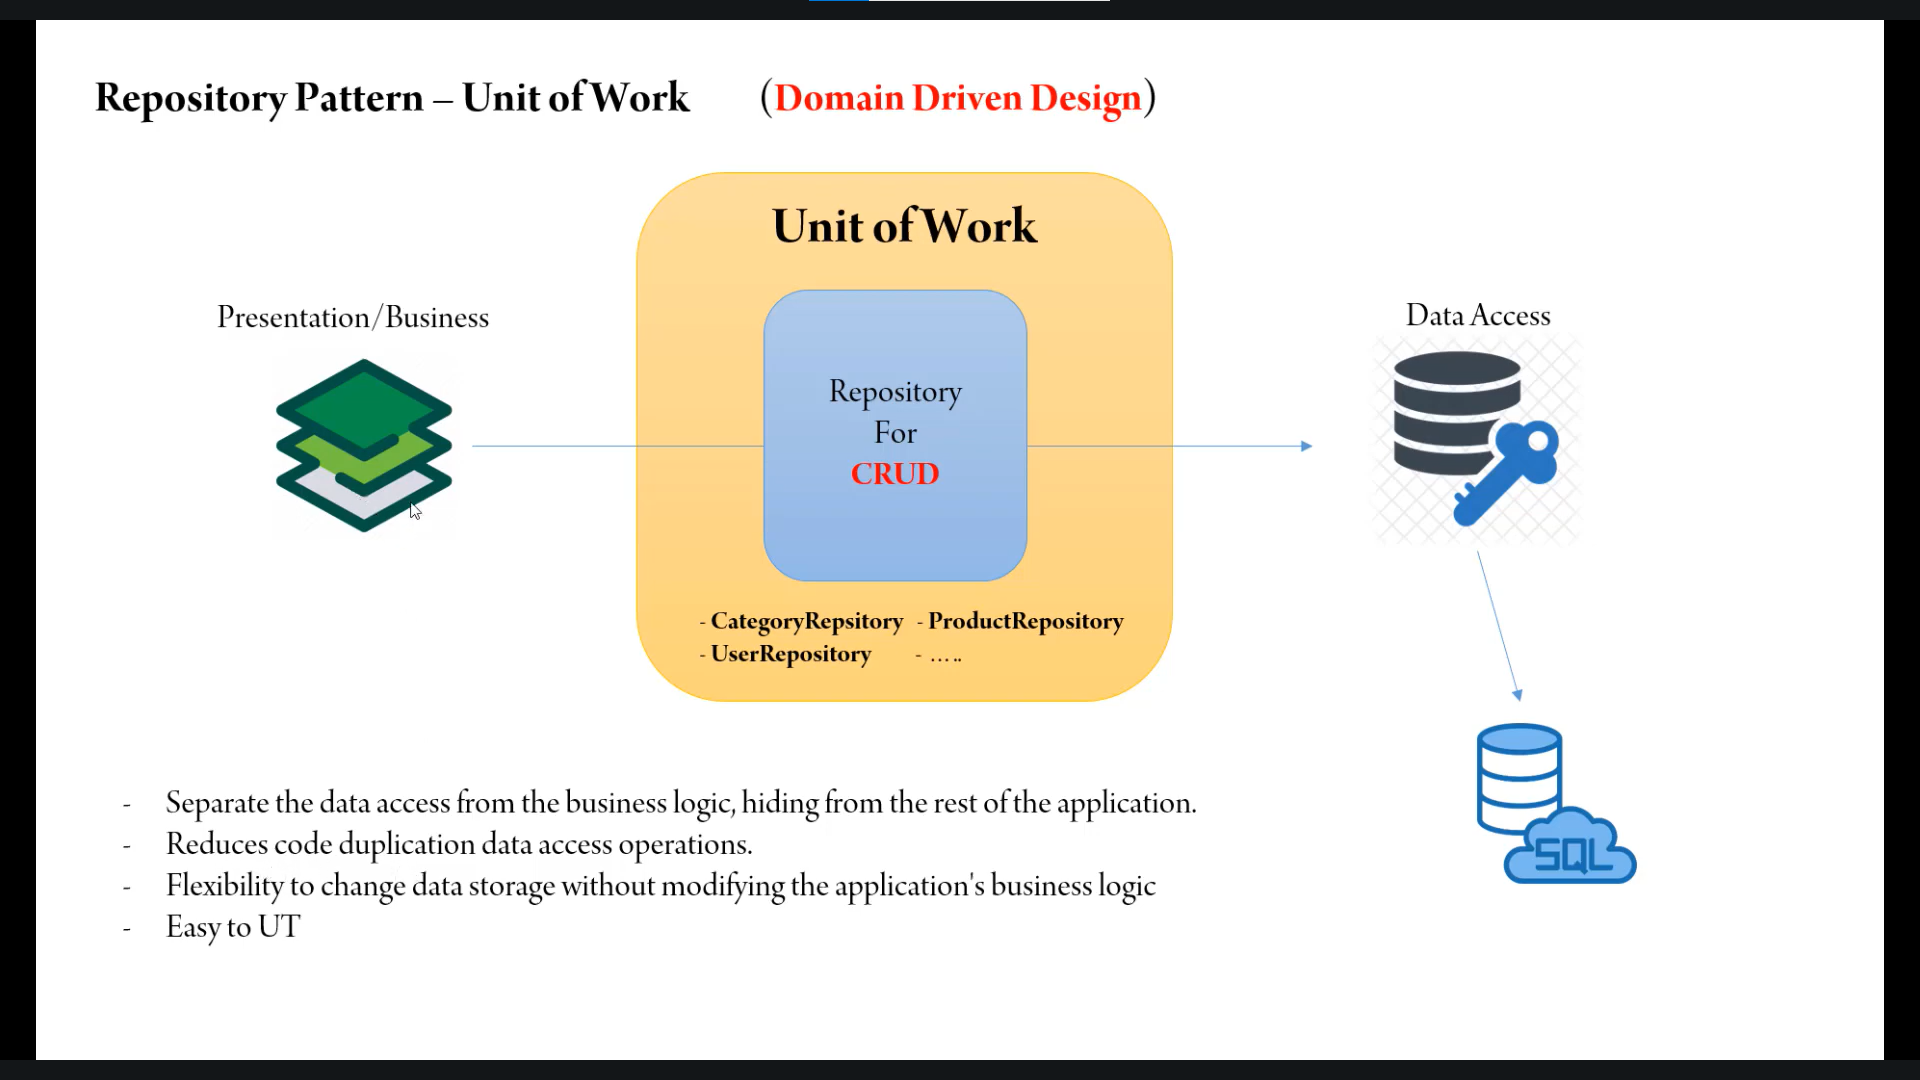 Repository Pattern – Unit of Work (Domain Driven Design)
Unit of Work
Presentation/Business
Data Access
Repository
For
CRUD
- CategoryRepsitory - ProductRepository
- UserRepository - …..
- Separate the data access from the business logic, hiding from the rest of the application.
- Reduces code duplication data access operations.
- Flexibility to change data storage without modifying the application's business logic
- Easy to UT
SQL